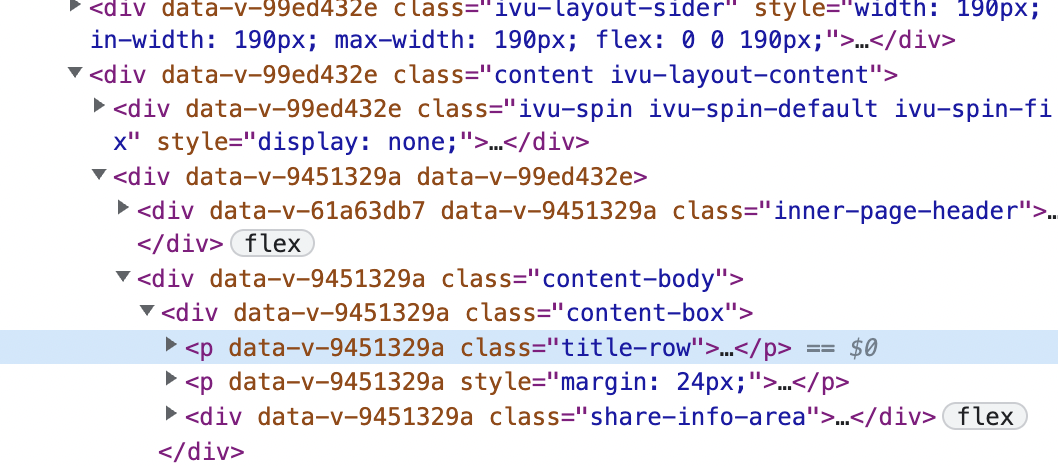 <div data-v-99ed432e class="ivu-layout-sider" style="width: 190px;
in-width: 190px; max-width: 190px; flex: 0 0 190px;">…</div>
<div data-v-99ed432e class="content ivu-layout-content">
<div data-v-99ed432e class="ivu-spin ivu-spin-default ivu-spin-fi
x" style="display: none;">…</div>
<div data-v-9451329a data-v-99ed432e>
<div data-v-61a63db7 data-v-9451329a class="inner-page-header">…
</div> flex
<div data-v-9451329a class="content-body">
<div data-v-9451329a class="content-box">
<p data-v-9451329a class="title-row">…</p> == $0
<p data-v-9451329a style="margin: 24px;">…</p>
<div data-v-9451329a class="share-info-area">…</div> flex
</div>